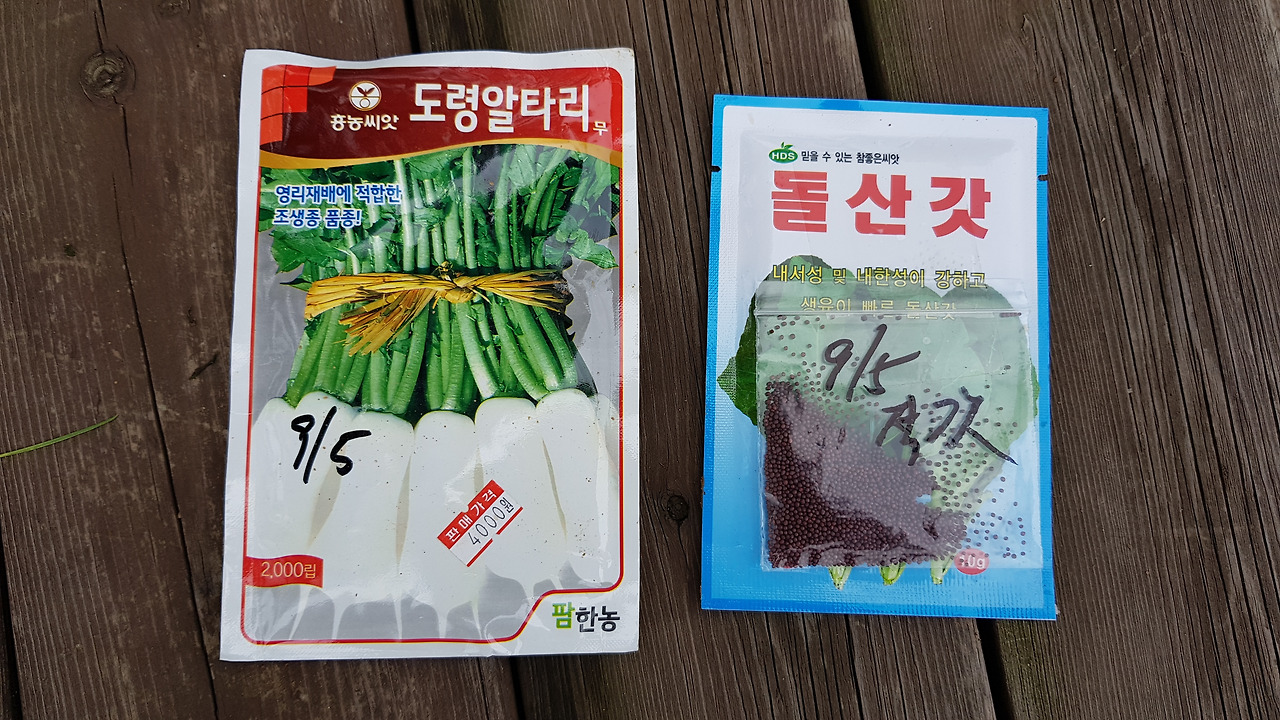 흥농씨앗
도령알타리무
영리재배에 적합한
조생종 품종!
9/5
판매가격
4000원
2,000립
팜한농
HDS 믿을 수 있는 참좋은씨앗
돌산갓
내서성 및 내한성이 강하고
생육이 빠른 돌산갓
9/5
적갓
10g